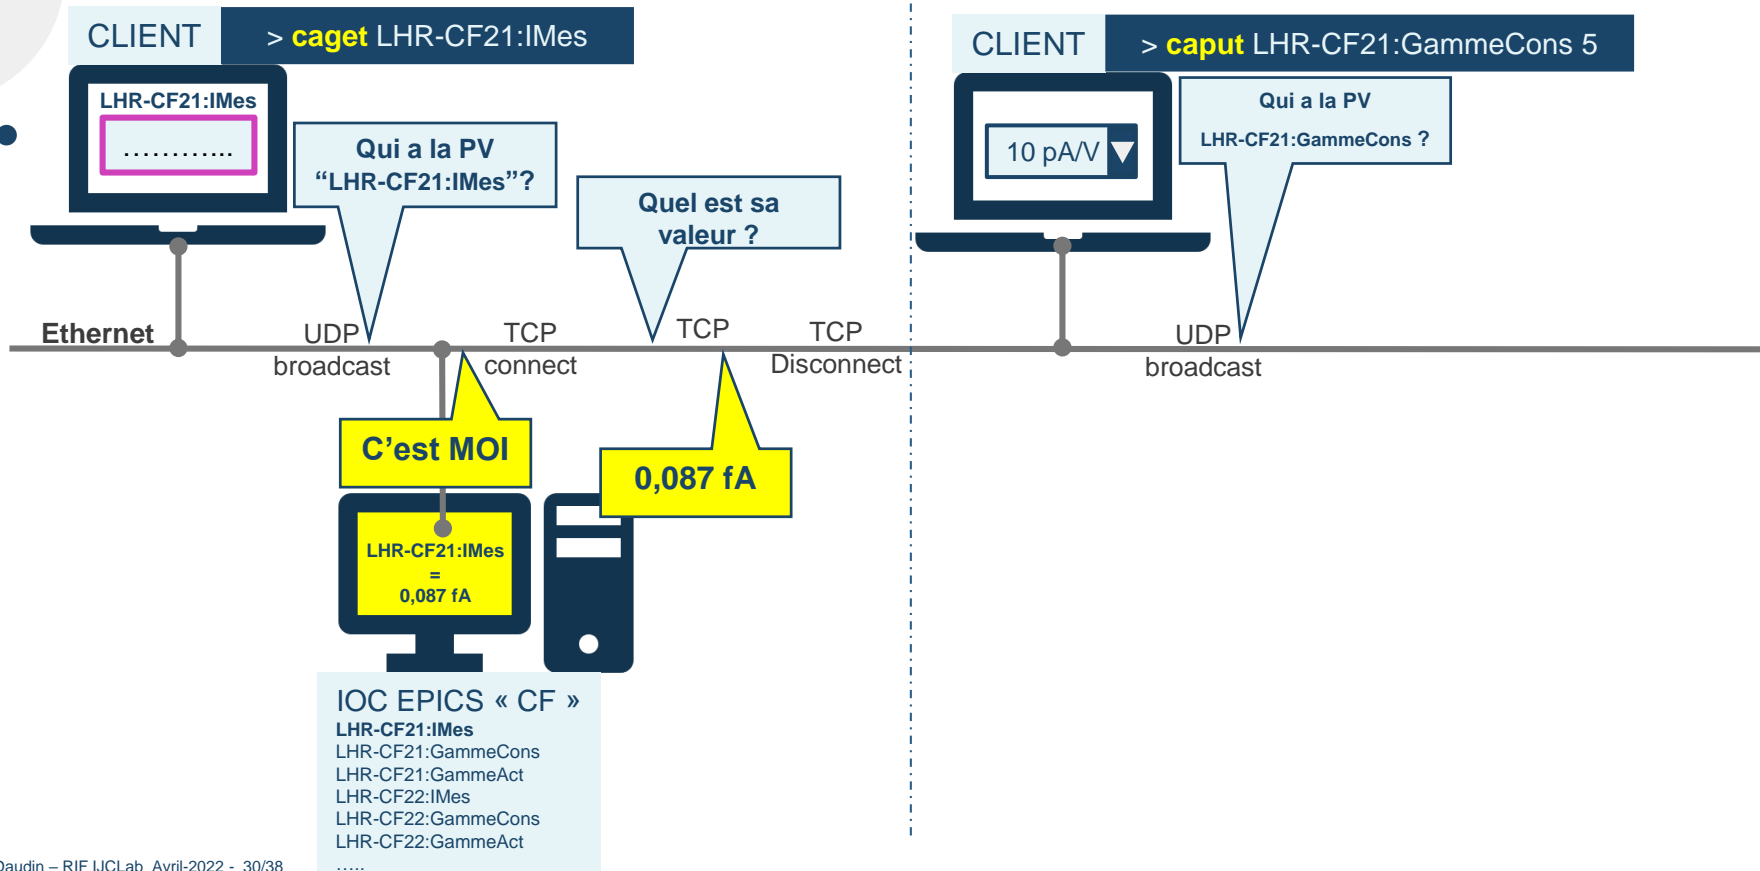 CLIENT
> caget LHR-CF21:IMes
LHR-CF21:IMes
............
Qui a la PV
“LHR-CF21:IMes”?
Quel est sa
valeur ?
Ethernet
UDP
broadcast
TCP
connect
TCP
TCP
Disconnect
C’est MOI
0,087 fA
LHR-CF21:IMes
=
0,087 fA
IOC EPICS « CF »
LHR-CF21:IMes
LHR-CF21:GammeCons
LHR-CF21:GammeAct
LHR-CF22:IMes
LHR-CF22:GammeCons
LHR-CF22:GammeAct
.....
CLIENT
> caput LHR-CF21:GammeCons 5
10 pA/V
Qui a la PV
LHR-CF21:GammeCons ?
UDP
broadcast
Daudin – RIF IJCLab Avril-2022 - 30/38